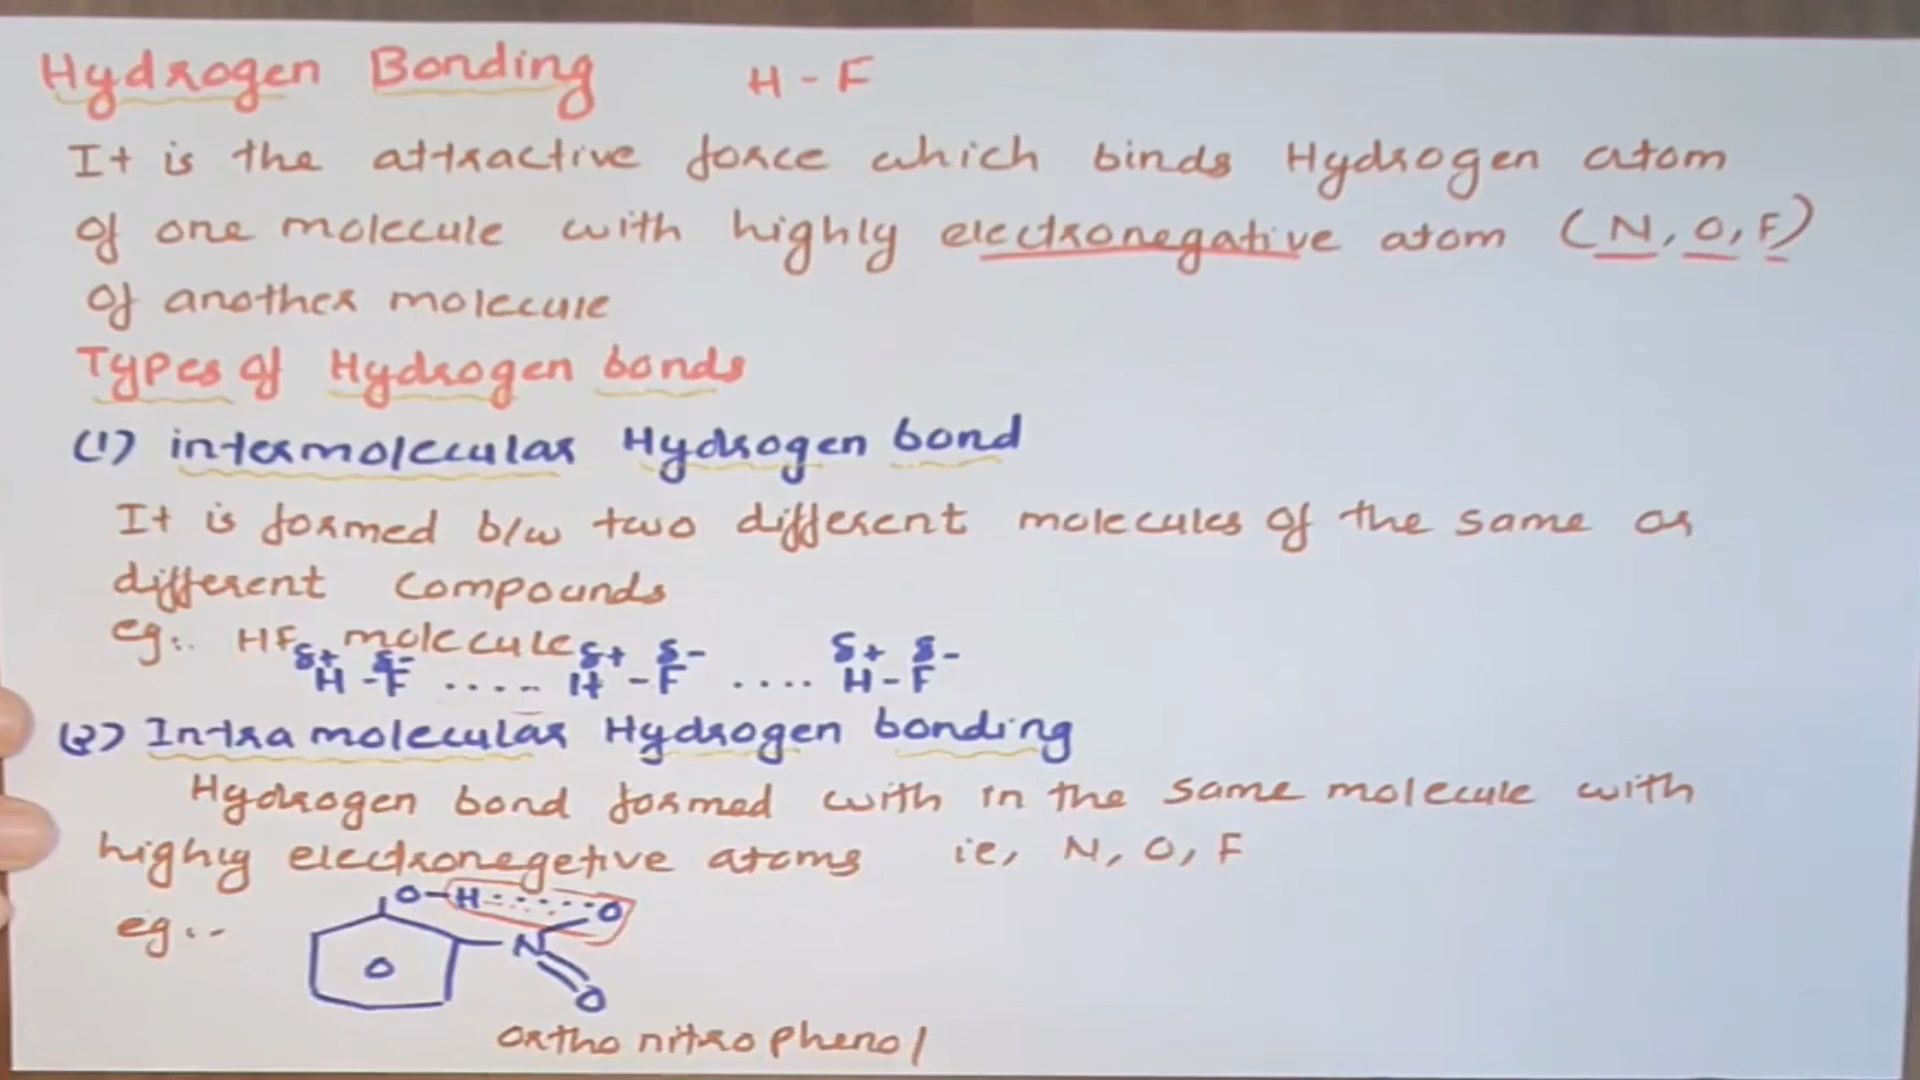 Hydrogen Bonding H - F
It is the attractive force which binds Hydrogen atom
of one molecule with highly electronegative atom (N, O, F)
of another molecule
Types of Hydrogen bonds
(1) intermolecular Hydrogen bond
It is formed b/w two different molecules of the same or
different compounds
eg:. HF molecule
δ+ δ- δ+ δ- δ+ δ-
H - F ..... H - F .... H - F
(2) Intramolecular Hydrogen bonding
Hydrogen bond formed with in the same molecule with
highly electronegetive atoms ie, N, O, F
O-H ...... O
eg:-
N
O
Ortho nitrophenol